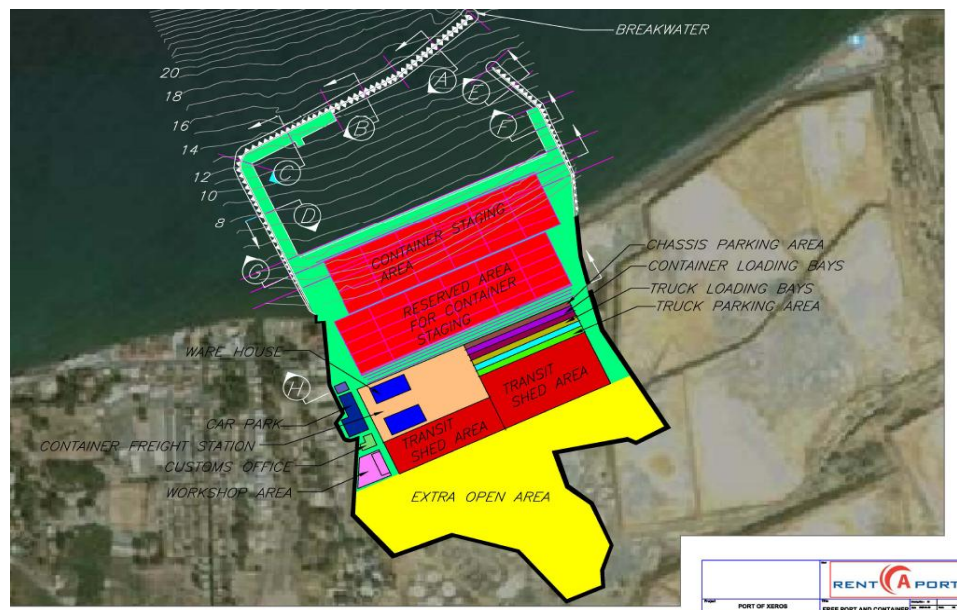 BREAKWATER
20
18
16
14
12
10
8
A
B
C
D
E
F
G
H
CONTAINER STAGING
AREA
RESERVED AREA
FOR CONTAINER
STAGING
CHASSIS PARKING AREA
CONTAINER LOADING BAYS
TRUCK LOADING BAYS
TRUCK PARKING AREA
WARE HOUSE
CAR PARK
CONTAINER FREIGHT STATION
CUSTOMS OFFICE
WORKSHOP AREA
TRANSIT
SHED AREA
TRANSIT
SHED AREA
EXTRA OPEN AREA
RENT A PORT
PORT OF XEROS
FREE PORT AND CONTAINER